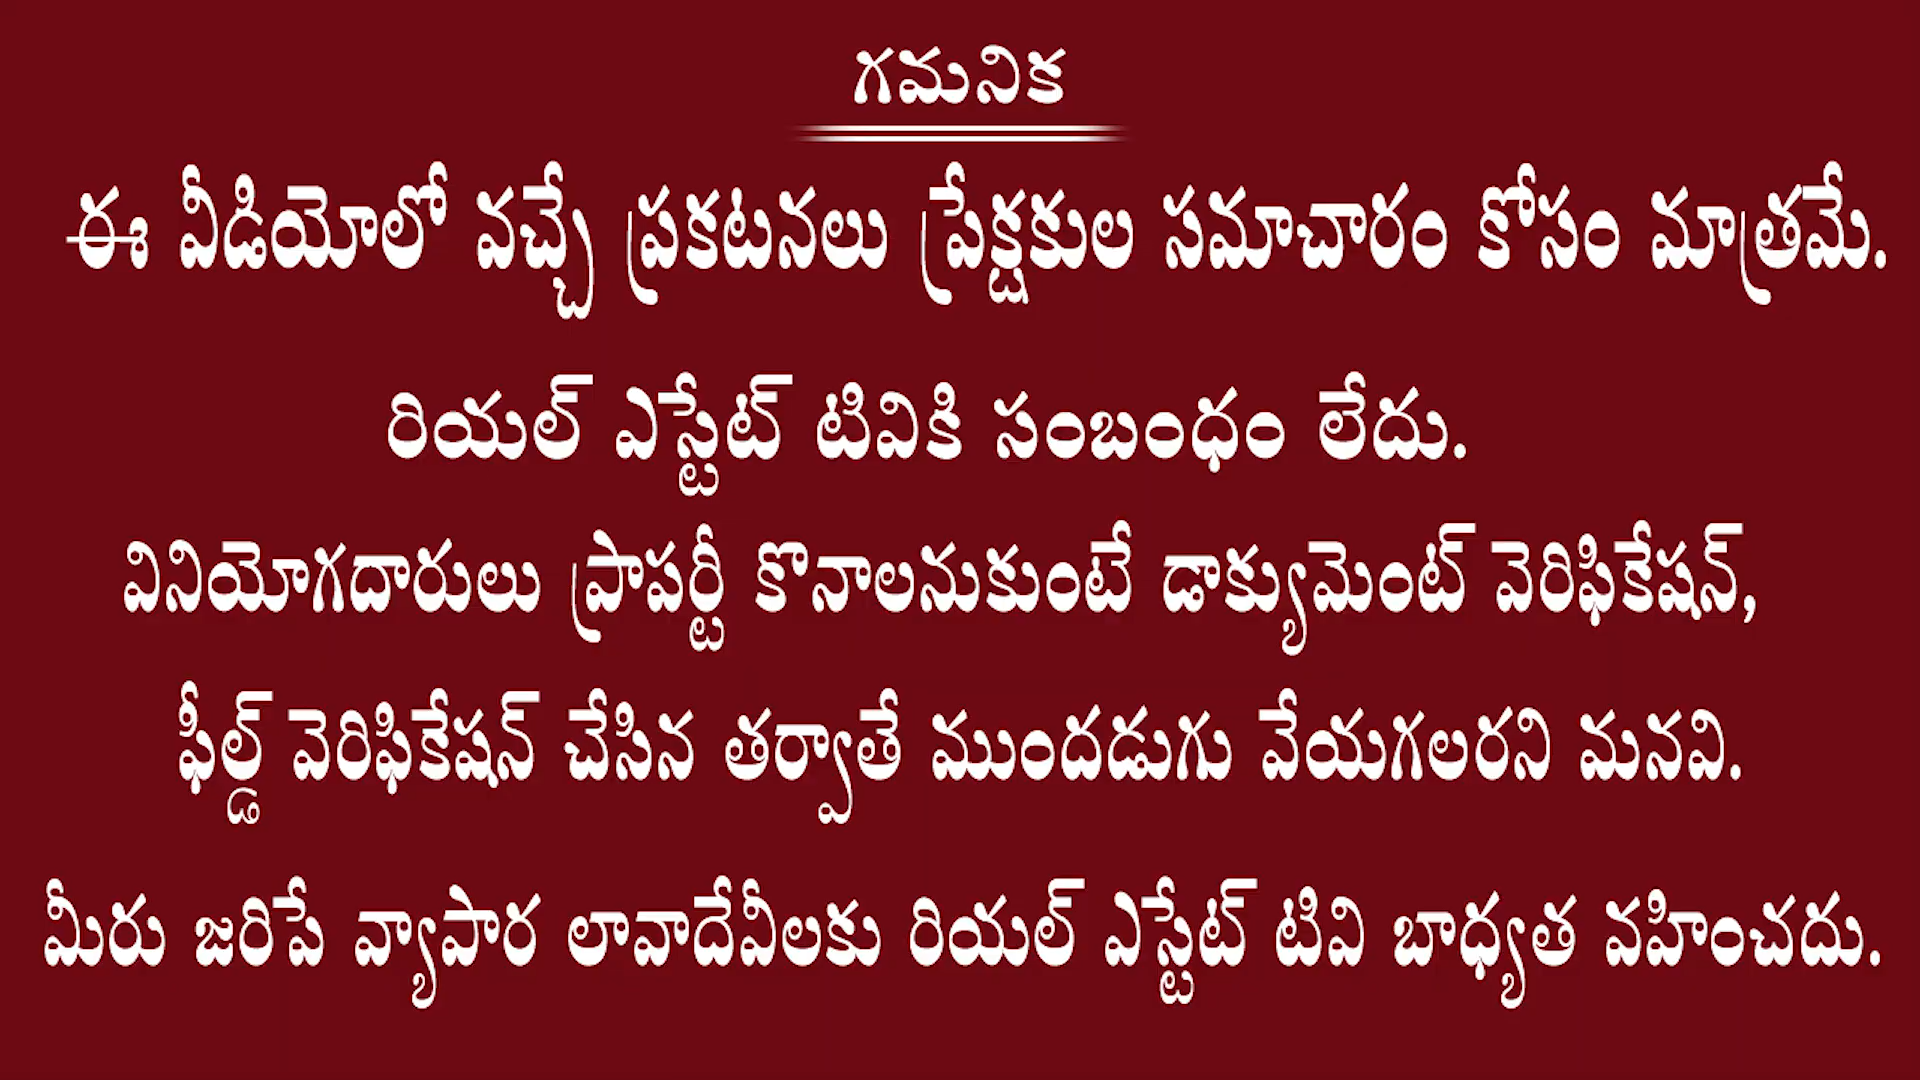 గమనిక
ఈ వీడియోలో వచ్చే ప్రకటనలు ప్రేక్షకుల సమాచారం కోసం మాత్రమే.
రియల్ ఎస్టేట్ టివికి సంబంధం లేదు.
వినియోగదారులు ప్రాపర్టీ కొనాలనుకుంటే డాక్యుమెంట్ వెరిఫికేషన్,
ఫీల్డ్ వెరిఫికేషన్ చేసిన తర్వాతే ముందడుగు వేయగలరని మనవి.
మీరు జరిపే వ్యాపార లావాదేవీలకు రియల్ ఎస్టేట్ టివి బాధ్యత వహించదు.